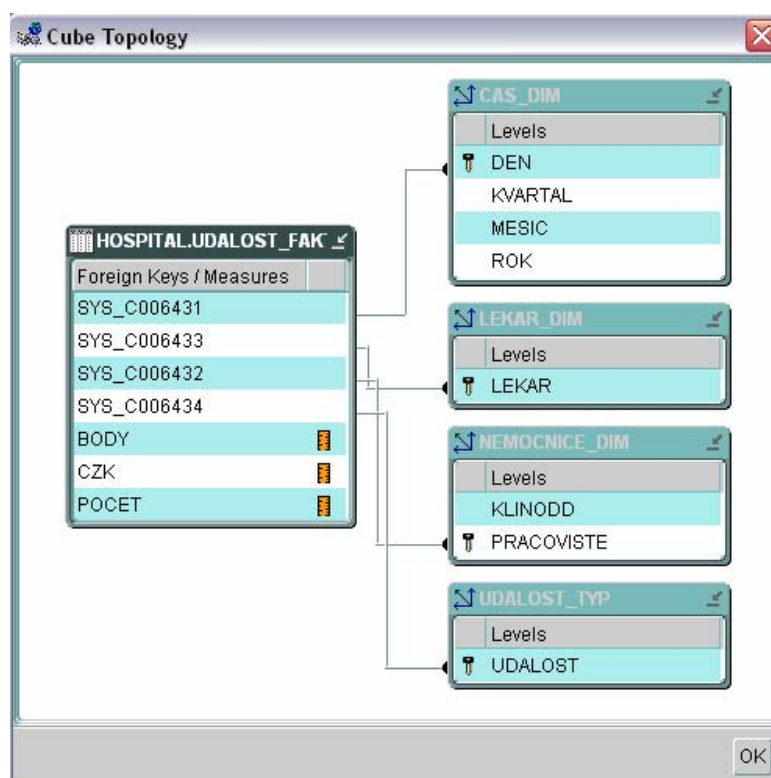 Cube Topology
HOSPITAL.UDALOST_FAK
Foreign Keys / Measures
SYS_C006431
SYS_C006433
SYS_C006432
SYS_C006434
BODY
CZK
POCET
CAS_DIM
Levels
DEN
KVARTAL
MESIC
ROK
LEKAR_DIM
Levels
LEKAR
NEMOCNICE_DIM
Levels
KLINODD
PRACOVISTE
UDALOST_TYP
Levels
UDALOST
OK